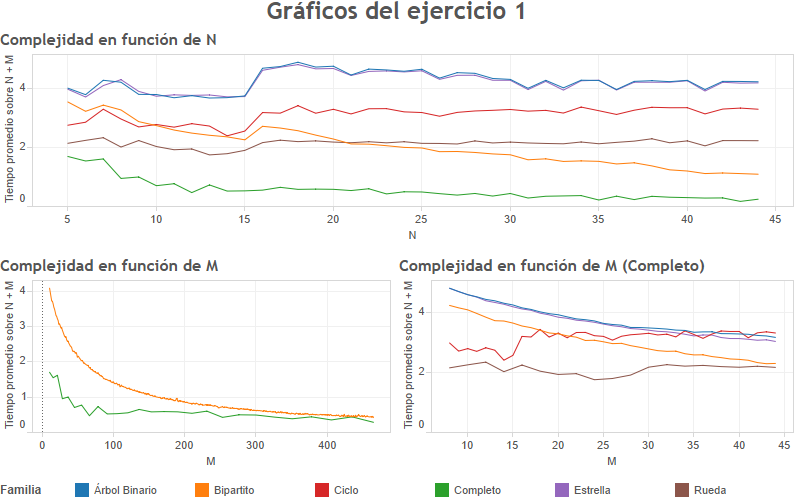 Gráficos del ejercicio 1
Complejidad en función de N
Tiempo promedio sobre N + M
4
2
0
5 10 15 20 25 30 35 40 45
N
Complejidad en función de M
Tiempo promedio sobre N + M
4
3
2
1
0
0 100 200 300 400
M
Complejidad en función de M (Completo)
Tiempo promedio sobre N + M
4
2
0
10 15 20 25 30 35 40 45
M
Familia Árbol Binario Bipartito Ciclo Completo Estrella Rueda